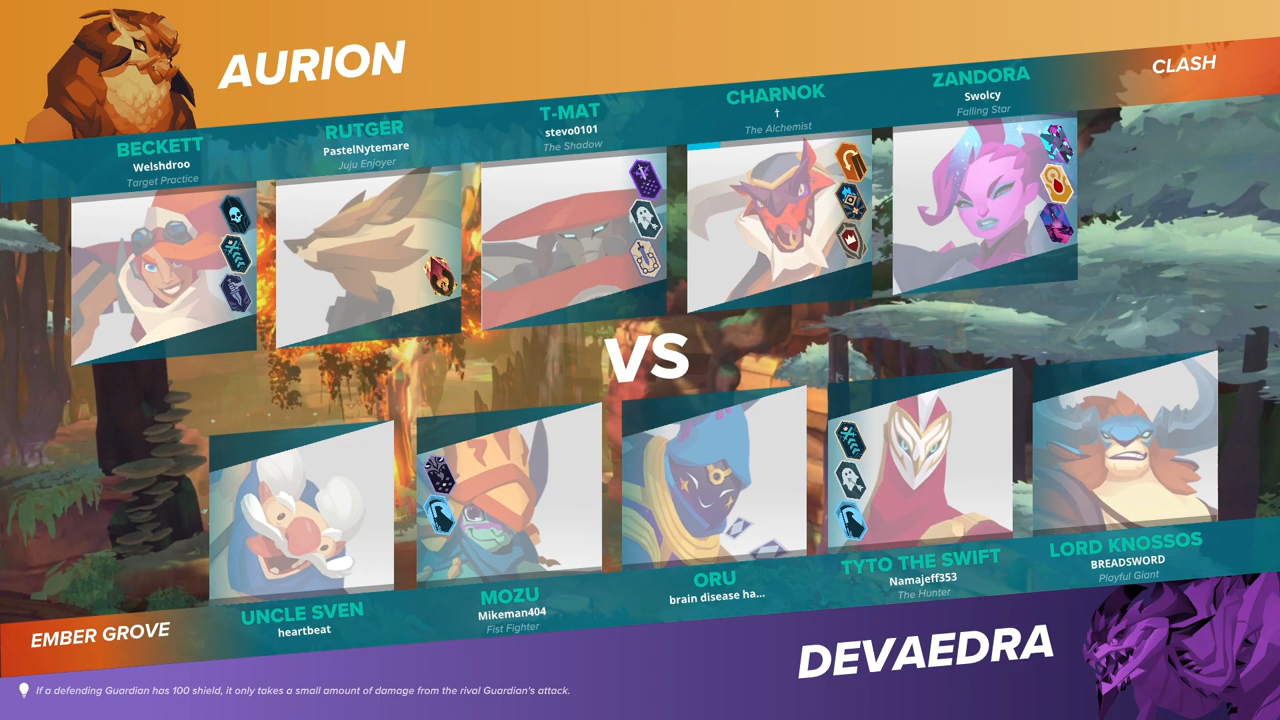 AURION
CLASH
BECKETT
Welshdroo
Target Practice
RUTGER
PastelNytemare
Juju Enjoyer
T-MAT
stevo0101
The Shadow
CHARNOK
†
The Alchemist
ZANDORA
Swolcy
Falling Star
VS
UNCLE SVEN
heartbeat
MOZU
Mikeman404
Fist Fighter
ORU
brain disease ha...
TYTO THE SWIFT
Namajeff353
The Hunter
LORD KNOSSOS
BREADSWORD
Playful Giant
EMBER GROVE
DEVAEDRA
If a defending Guardian has 100 shield, it only takes a small amount of damage from the rival Guardian's attack.